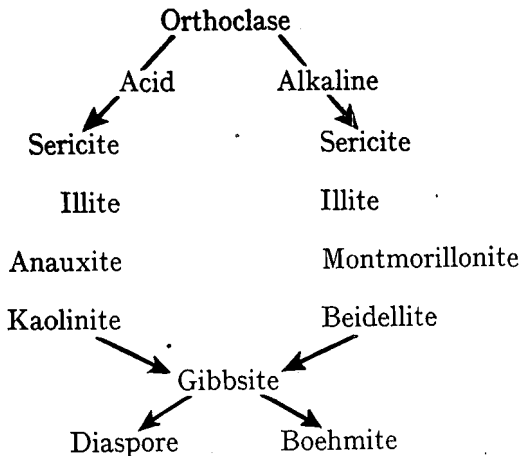 Orthoclase
Acid Alkaline
Sericite Sericite
Illite Illite
Anauxite Montmorillonite
Kaolinite Beidellite
Gibbsite
Diaspore Boehmite